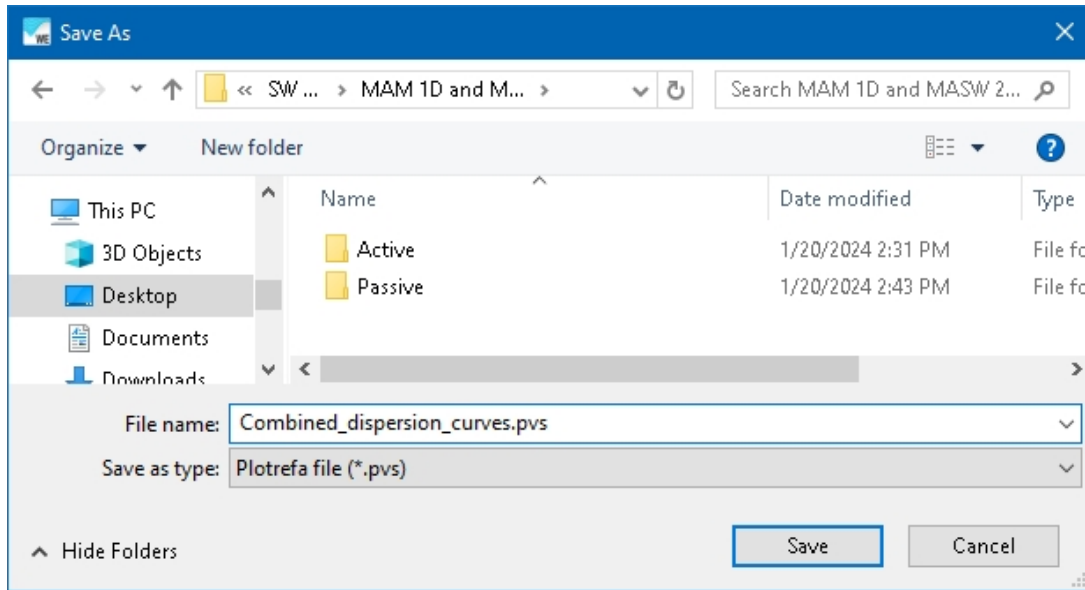 WE Save As
« SW ... > MAM 1D and M... > Search MAM 1D and MASW 2...
Organize New folder ?
Name Date modified Type
This PC
3D Objects
Active 1/20/2024 2:31 PM File fo
Desktop
Passive 1/20/2024 2:43 PM File fo
Documents
Downloads
File name: Combined_dispersion_curves.pvs
Save as type: Plotrefa file (*.pvs)
Hide Folders Save Cancel